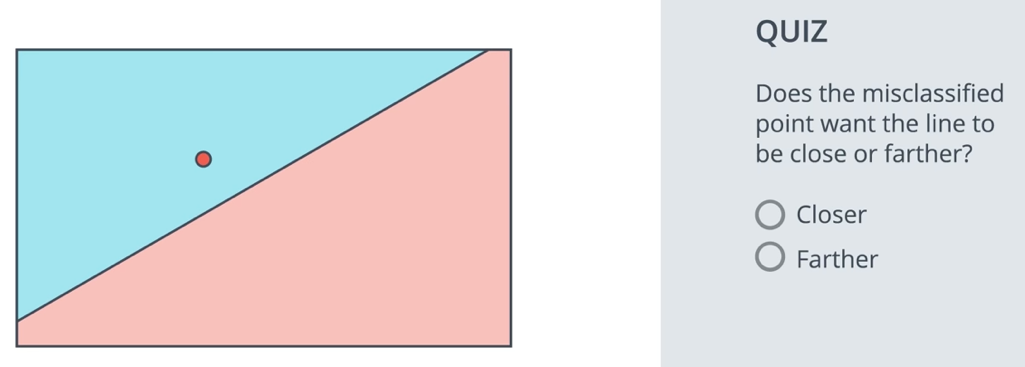 QUIZ
Does the misclassified
point want the line to
be close or farther?
Closer
Farther